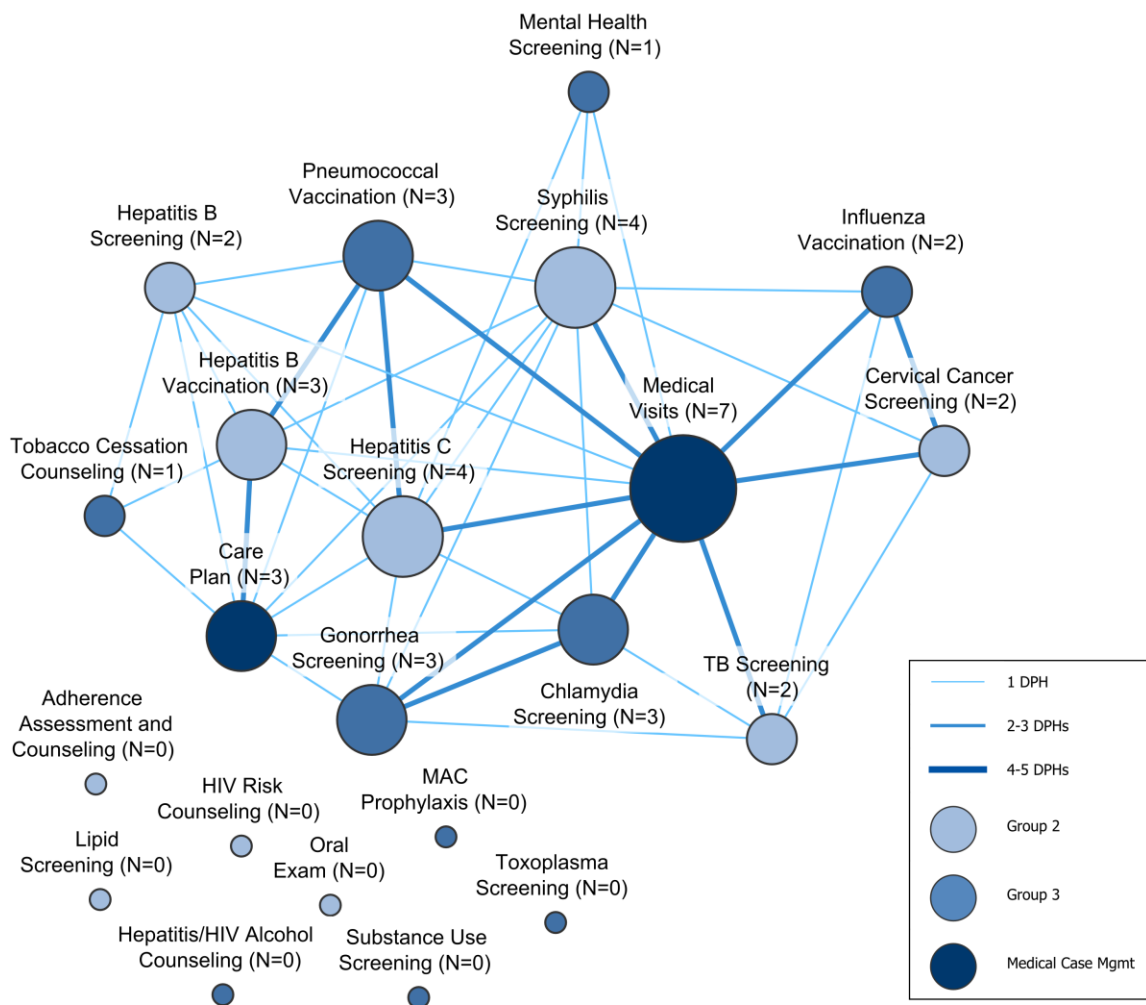 Mental Health
Screening (N=1)
Pneumococcal
Vaccination (N=3)
Syphilis
Screening (N=4)
Hepatitis B
Screening (N=2)
Influenza
Vaccination (N=2)
Hepatitis B
Vaccination (N=3)
Medical
Visits (N=7)
Cervical Cancer
Screening (N=2)
Tobacco Cessation
Counseling (N=1)
Hepatitis C
Screening (N=4)
Care
Plan (N=3)
Gonorrhea
Screening (N=3)
Chlamydia
Screening (N=3)
TB Screening
(N=2)
Adherence
Assessment and
Counseling (N=0)
HIV Risk
Counseling (N=0)
MAC
Prophylaxis (N=0)
Lipid
Screening (N=0)
Oral
Exam (N=0)
Toxoplasma
Screening (N=0)
Hepatitis/HIV Alcohol
Counseling (N=0)
Substance Use
Screening (N=0)
1 DPH
2-3 DPHs
4-5 DPHs
Group 2
Group 3
Medical Case Mgmt